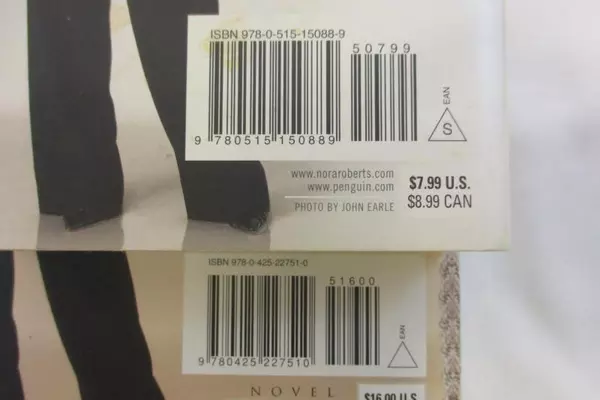 ISBN 978-0-515-15088-9
50799
9 780515 150889
EAN
S
www.noraroberts.com
www.penguin.com
PHOTO BY JOHN EARLE
$7.99 U.S.
$8.99 CAN
ISBN 978-0-425-22751-0
51600
9 780425 227510
EAN
NOVEL
$16.00 U.S.